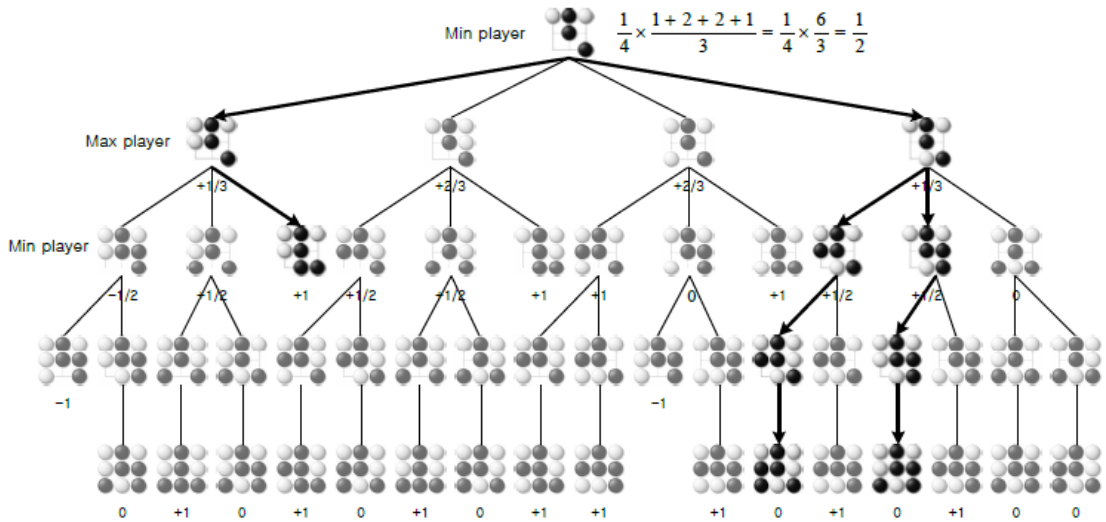 Min player
1/4 × (1 + 2 + 2 + 1)/3 = 1/4 × 6/3 = 1/2
Max player
+1/3 +2/3 +2/3 +1/3
Min player
−1/2 +1/2 +1 +1/2 +1/2 +1 +1 0 +1 +1/2 +1/2 0
−1 −1
0 +1 0 +1 0 +1 0 +1 +1 +1 0 +1 0 +1 0 0